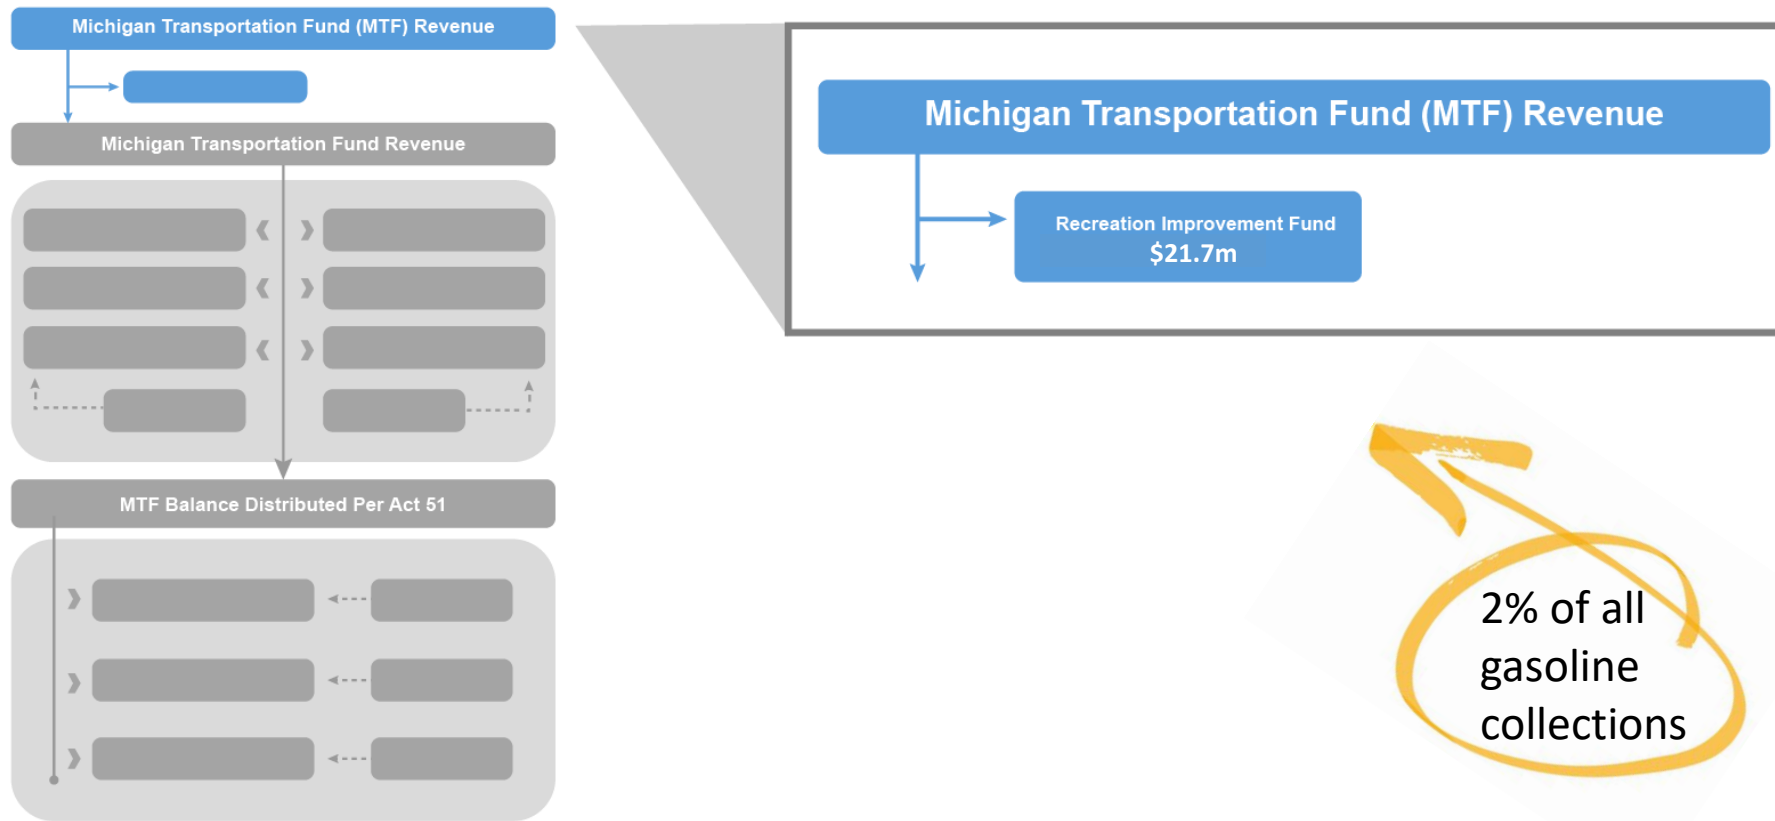 Michigan Transportation Fund (MTF) Revenue
Michigan Transportation Fund Revenue
MTF Balance Distributed Per Act 51
Michigan Transportation Fund (MTF) Revenue
Recreation Improvement Fund
$21.7m
2% of all
gasoline
collections